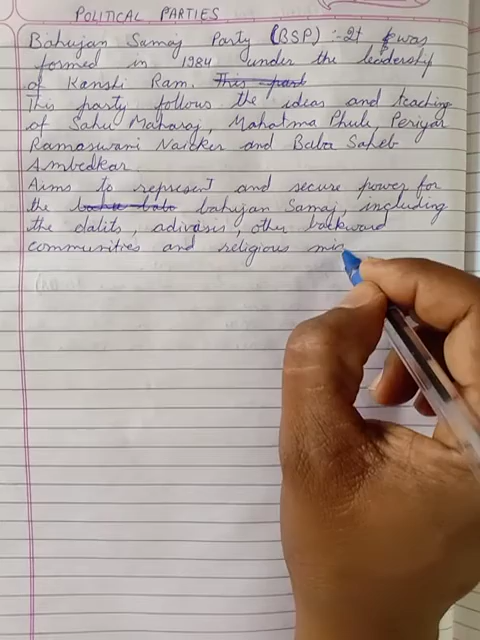 POLITICAL PARTIES
Bahujan Samaj Party (BSP) :- It was
formed in 1984 under the leadership
of Kanshi Ram. This part
This party follows the ideas and teaching
of Sahu Maharaj, Mahatma Phule, Periyar
Ramaswami Naicker and Baba Saheb
Ambedkar.
Aims to represent and secure power for
the bahujan Samaj, including
the dalits, adivasis, other backward
communities and religious min